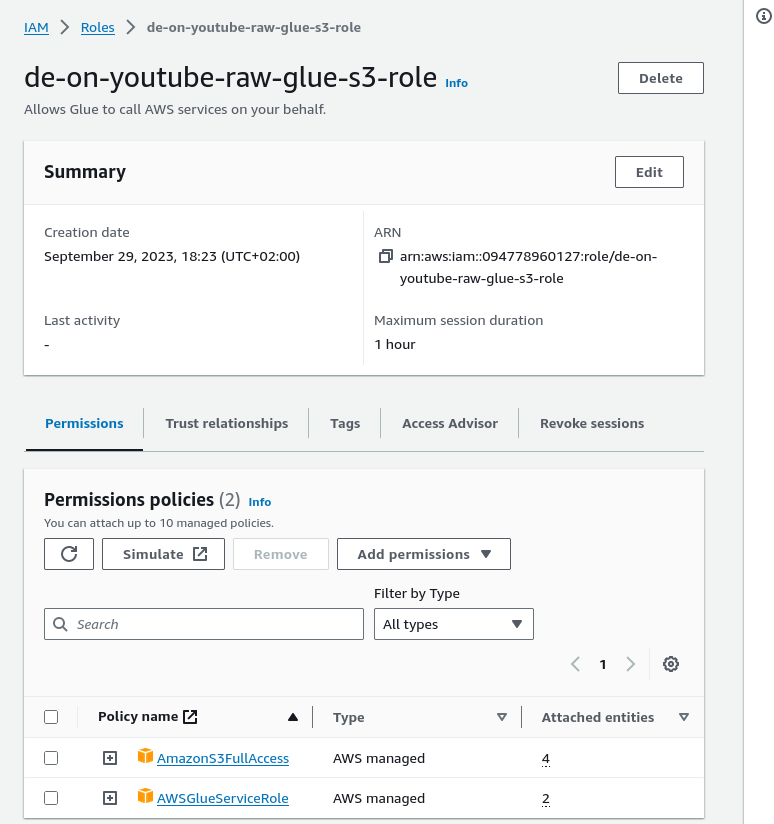 IAM > Roles > de-on-youtube-raw-glue-s3-role
de-on-youtube-raw-glue-s3-role Info
Delete
Allows Glue to call AWS services on your behalf.
Summary
Edit
Creation date
September 29, 2023, 18:23 (UTC+02:00)
ARN
arn:aws:iam::094778960127:role/de-on-
youtube-raw-glue-s3-role
Last activity
-
Maximum session duration
1 hour
Permissions Trust relationships Tags Access Advisor Revoke sessions
Permissions policies (2) Info
You can attach up to 10 managed policies.
Simulate Remove Add permissions
Filter by Type
Search All types
1
Policy name Type Attached entities
AmazonS3FullAccess AWS managed 4
AWSGlueServiceRole AWS managed 2